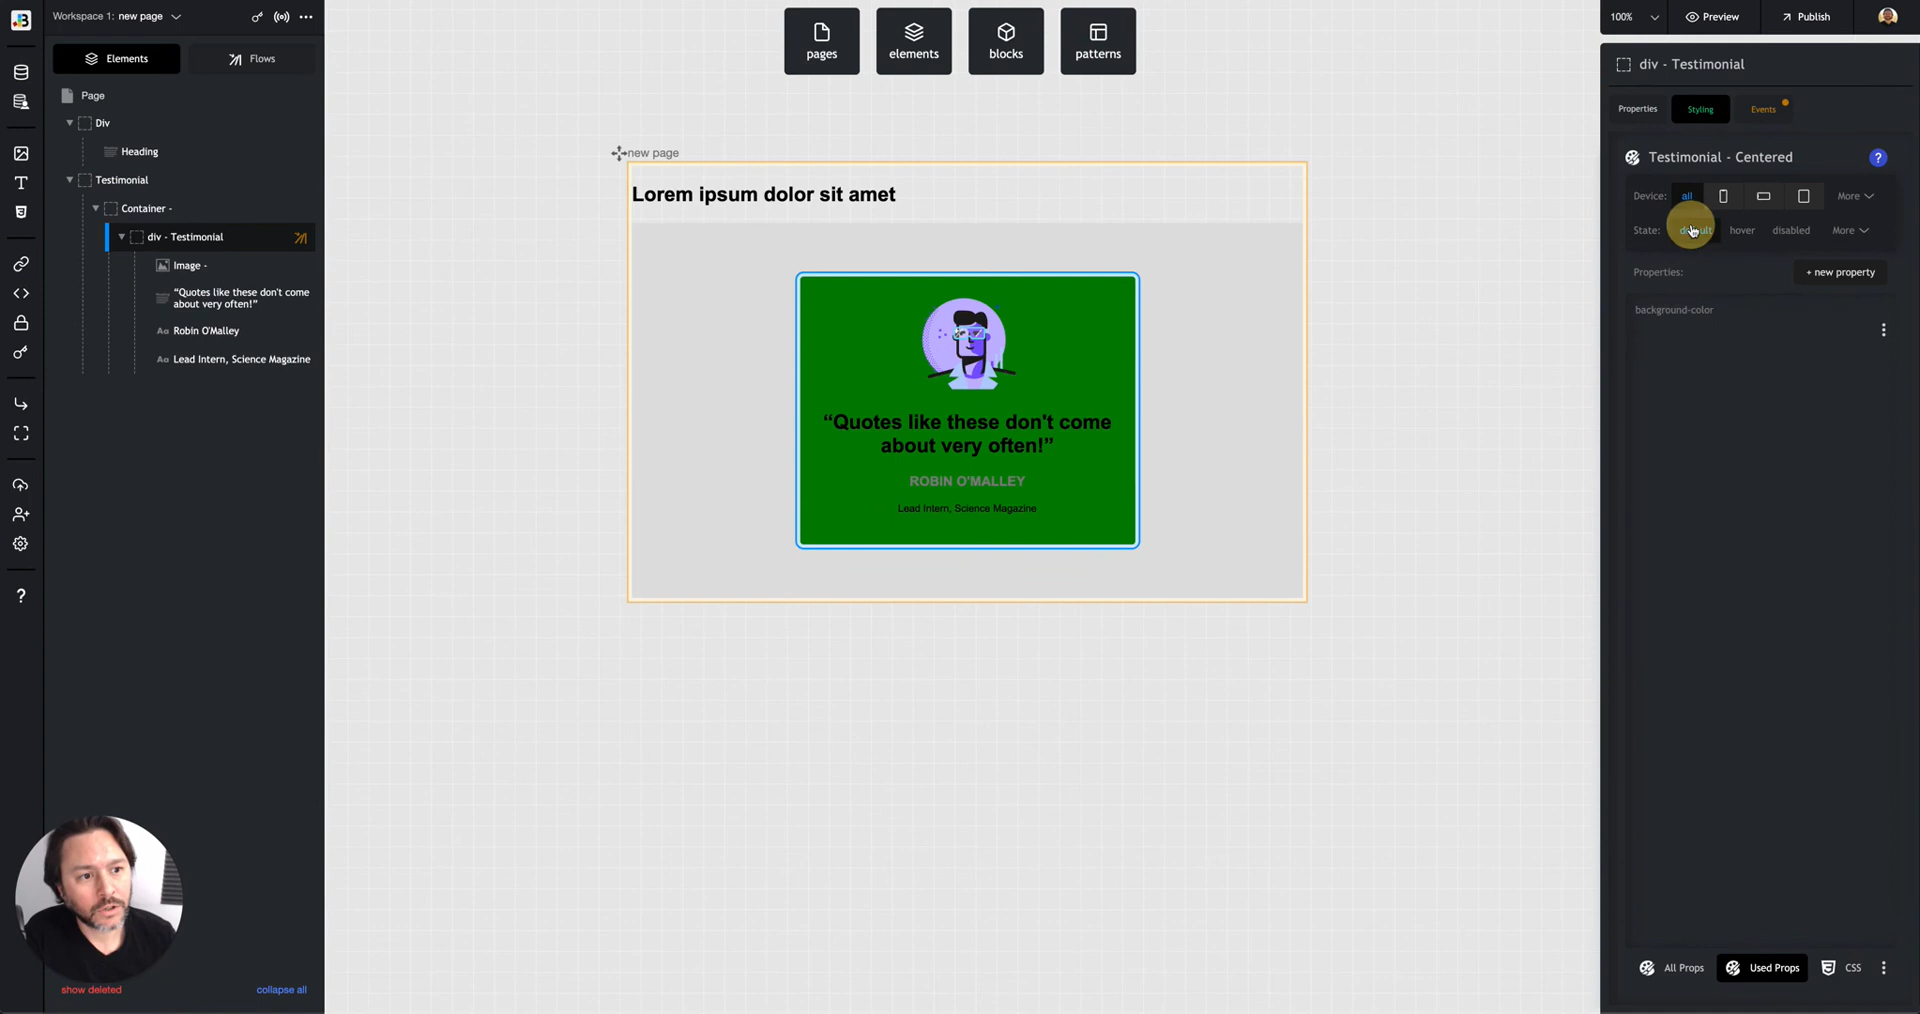 Workspace 1: new page
Elements
Flows
Page
Div
Heading
Testimonial
Container -
div - Testimonial
Image -
“Quotes like these don't come
about very often!”
Robin O'Malley
Lead Intern, Science Magazine
show deleted
collapse all
pages
elements
blocks
patterns
new page
Lorem ipsum dolor sit amet
“Quotes like these don't come
about very often!”
ROBIN O'MALLEY
Lead Intern, Science Magazine
100%
Preview
Publish
div - Testimonial
Properties
Styling
Events
Testimonial - Centered
?
Device:
all
More
State:
default
hover
disabled
More
Properties:
+ new property
background-color
All Props
Used Props
CSS
?